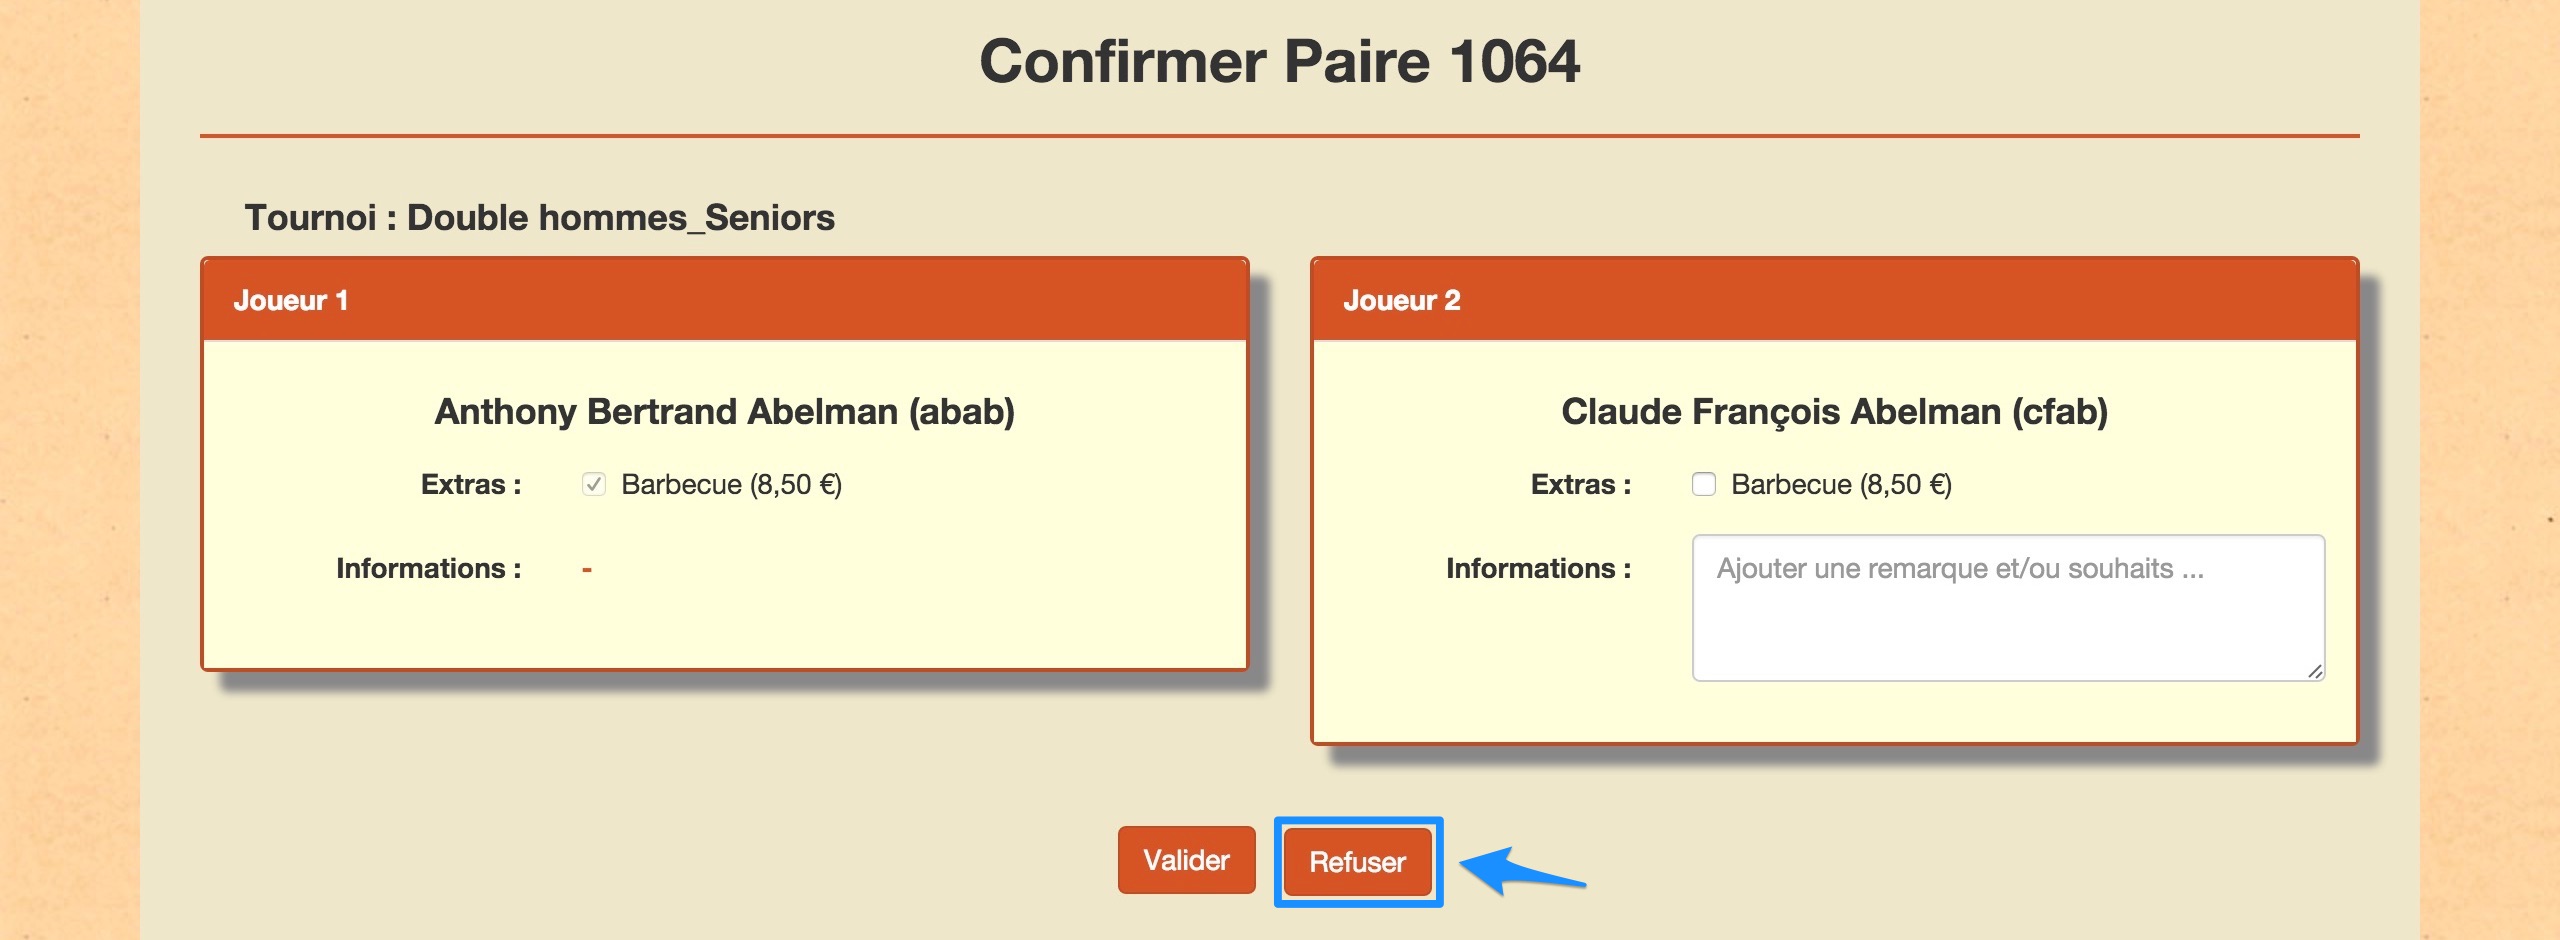 Confirmer Paire 1064
Tournoi : Double hommes_Seniors
Joueur 1
Anthony Bertrand Abelman (abab)
Extras : Barbecue (8,50 €)
Informations : -
Joueur 2
Claude François Abelman (cfab)
Extras : Barbecue (8,50 €)
Informations : Ajouter une remarque et/ou souhaits ...
Valider Refuser